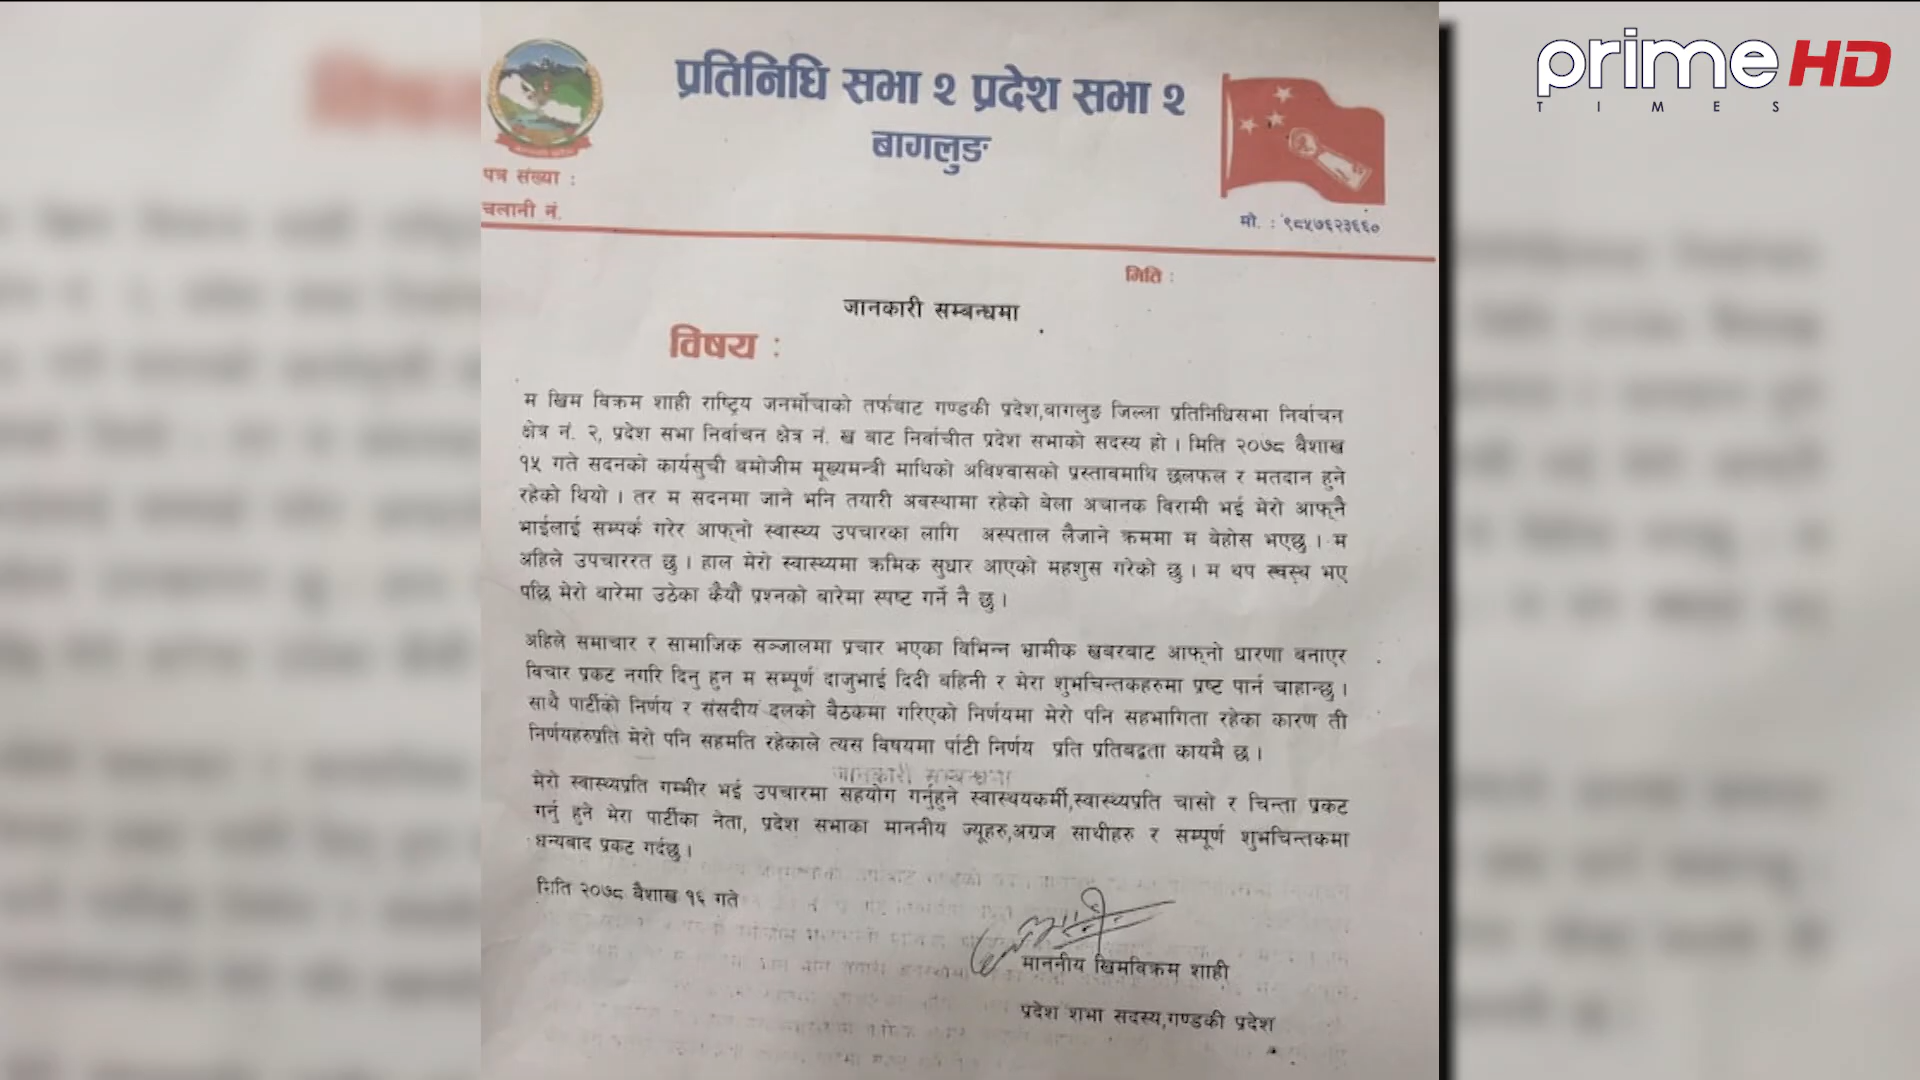 prime HD
TIMES
प्रतिनिधि सभा २ प्रदेश सभा २
बागलुङ
पत्र संख्या :
चलानी नं.
मो. : ९८५७६२३६६०
मिति :
जानकारी सम्बन्धमा
विषय :
म खिम विक्रम शाही राष्ट्रिय जनर्मोचाको तर्फबाट गण्डकी प्रदेश,बागलुङ जिल्ला प्रतिनिधिसभा निर्वाचन
क्षेत्र नं. २, प्रदेश सभा निर्वाचन क्षेत्र नं. ख बाट निर्वाचीत प्रदेश सभाको सदस्य हो । मिति २०७८ बैशाख
१५ गते सदनको कार्यसुची बमोजीम मूख्यमन्त्री माथिको अविश्वासको प्रस्तावमाथि छलफल र मतदान हुने
रहेको थियो । तर म सदनमा जाने भनि तयारी अवस्थामा रहेको बेला अचानक विरामी भई मेरो आफ्नै
भाईलाई सम्पर्क गरेर आफ्नो स्वास्थ्य उपचारका लागि अस्पताल लैजाने क्रममा म बेहोस भएछु । म
अहिले उपचाररत छु । हाल मेरो स्वास्थ्यमा क्रमिक सुधार आएको महशुस गरेको छु । म थप स्वस्थ भए
पछि मेरो बारेमा उठेका कैयौं प्रश्नको बारेमा स्पष्ट गर्ने नै छु ।
अहिले समाचार र सामाजिक सञ्जालमा प्रचार भएका विभिन्न भ्रामीक खबरबाट आफ्नो धारणा बनाएर
विचार प्रकट नगरि दिनु हुन म सम्पूर्ण दाजुभाई दिदी बहिनी र मेरा शुभचिन्तकहरुमा प्रष्ट पार्न चाहान्छु ।
साथै पार्टीको निर्णय र संसदीय दलको बैठकमा गरिएको निर्णयमा मेरो पनि सहभागिता रहेका कारण ती
निर्णयहरुप्रति मेरो पनि सहमति रहेकाले त्यस विषयमा पार्टी निर्णय प्रति प्रतिबद्वता कायमै छ ।
जानकारी सम्बन्धमा
मेरो स्वास्थ्यप्रति गम्भीर भई उपचारमा सहयोग गर्नुहुने स्वास्थयकर्मी,स्वास्थ्यप्रति चासो र चिन्ता प्रकट
गर्नु हुने मेरा पार्टीका नेता, प्रदेश सभाका माननीय ज्यूहरु,अग्रज साथीहरु र सम्पूर्ण शुभचिन्तकमा
धन्यबाद प्रकट गर्दछु ।
मिति २०७८ बैशाख १६ गते
माननीय खिमविक्रम शाही
प्रदेश शभा सदस्य,गण्डकी प्रदेश